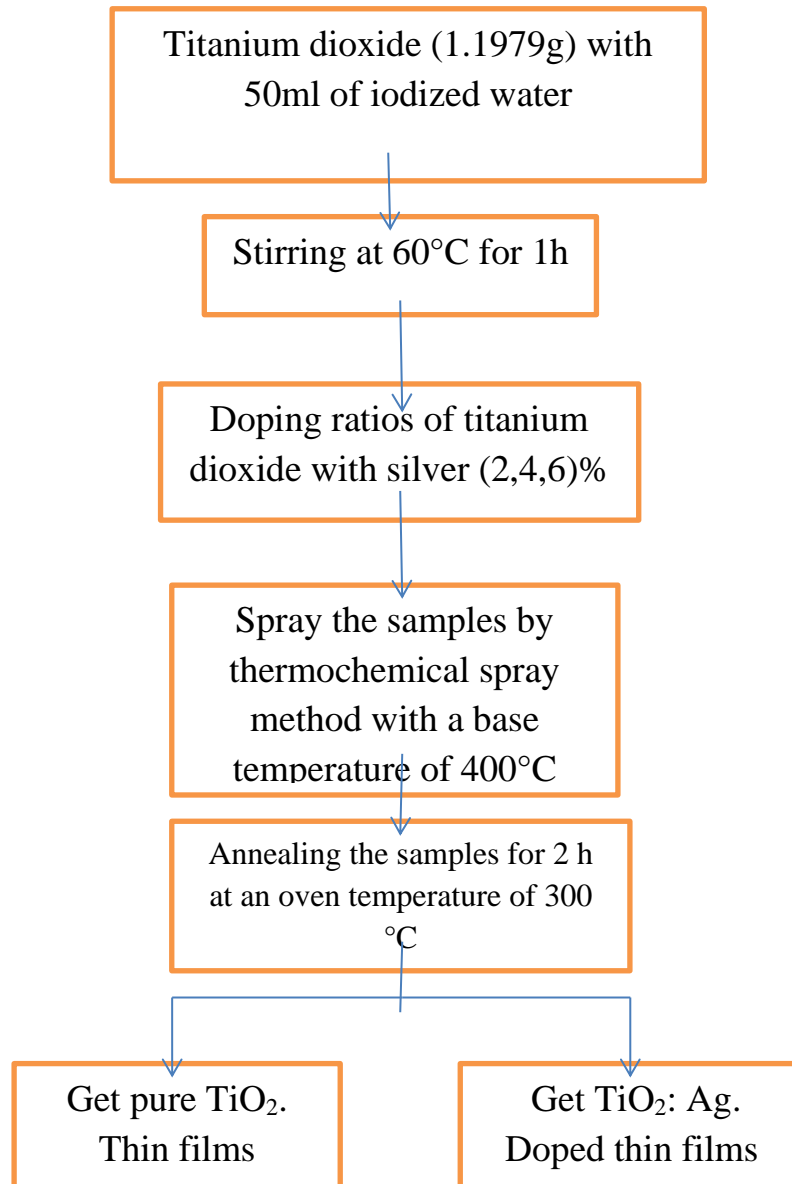 Titanium dioxide (1.1979g) with
50ml of iodized water
Stirring at 60°C for 1h
Doping ratios of titanium
dioxide with silver (2,4,6)%
Spray the samples by
thermochemical spray
method with a base
temperature of 400°C
Annealing the samples for 2 h
at an oven temperature of 300
°C
Get pure TiO₂.
Thin films
Get TiO₂: Ag.
Doped thin films